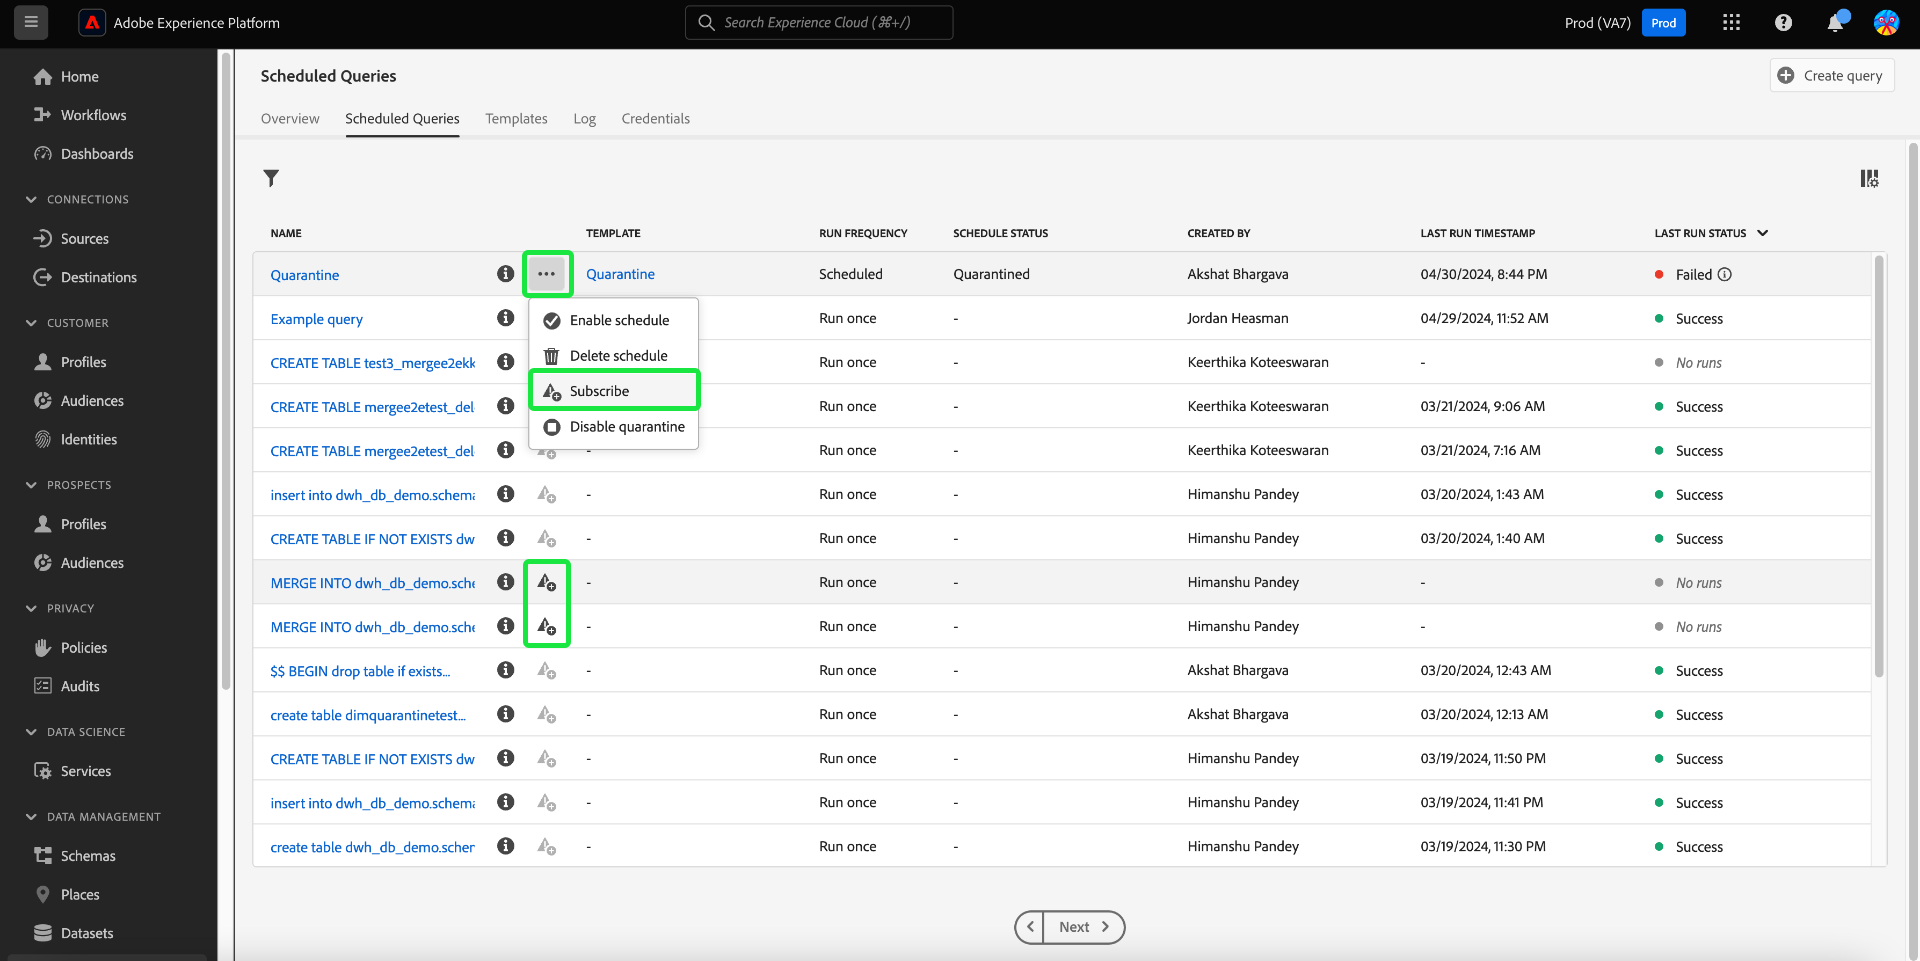 Adobe Experience Platform
Search Experience Cloud (⌘+/)
Prod (VA7)
Prod
Home
Workflows
Dashboards
CONNECTIONS
Sources
Destinations
CUSTOMER
Profiles
Audiences
Identities
PROSPECTS
Profiles
Audiences
PRIVACY
Policies
Audits
DATA SCIENCE
Services
DATA MANAGEMENT
Schemas
Places
Datasets
Scheduled Queries
Create query
Overview Scheduled Queries Templates Log Credentials
NAME TEMPLATE RUN FREQUENCY SCHEDULE STATUS CREATED BY LAST RUN TIMESTAMP LAST RUN STATUS
Quarantine ... Quarantine Scheduled Quarantined Akshat Bhargava 04/30/2024, 8:44 PM Failed
Example query Run once - Jordan Heasman 04/29/2024, 11:52 AM Success
CREATE TABLE test3_mergee2ekk Run once - Keerthika Koteeswaran - No runs
CREATE TABLE mergee2etest_del Run once - Keerthika Koteeswaran 03/21/2024, 9:06 AM Success
CREATE TABLE mergee2etest_del - Run once - Keerthika Koteeswaran 03/21/2024, 7:16 AM Success
insert into dwh_db_demo.schema - Run once - Himanshu Pandey 03/20/2024, 1:43 AM Success
CREATE TABLE IF NOT EXISTS dw - Run once - Himanshu Pandey 03/20/2024, 1:40 AM Success
MERGE INTO dwh_db_demo.sche - Run once - Himanshu Pandey - No runs
MERGE INTO dwh_db_demo.sche - Run once - Himanshu Pandey - No runs
$$ BEGIN drop table if exists... - Run once - Akshat Bhargava 03/20/2024, 12:43 AM Success
create table dimquarantinetest... - Run once - Akshat Bhargava 03/20/2024, 12:13 AM Success
CREATE TABLE IF NOT EXISTS dw - Run once - Himanshu Pandey 03/19/2024, 11:50 PM Success
insert into dwh_db_demo.schema - Run once - Himanshu Pandey 03/19/2024, 11:41 PM Success
create table dwh_db_demo.scher - Run once - Himanshu Pandey 03/19/2024, 11:30 PM Success
Enable schedule
Delete schedule
Subscribe
Disable quarantine
Next